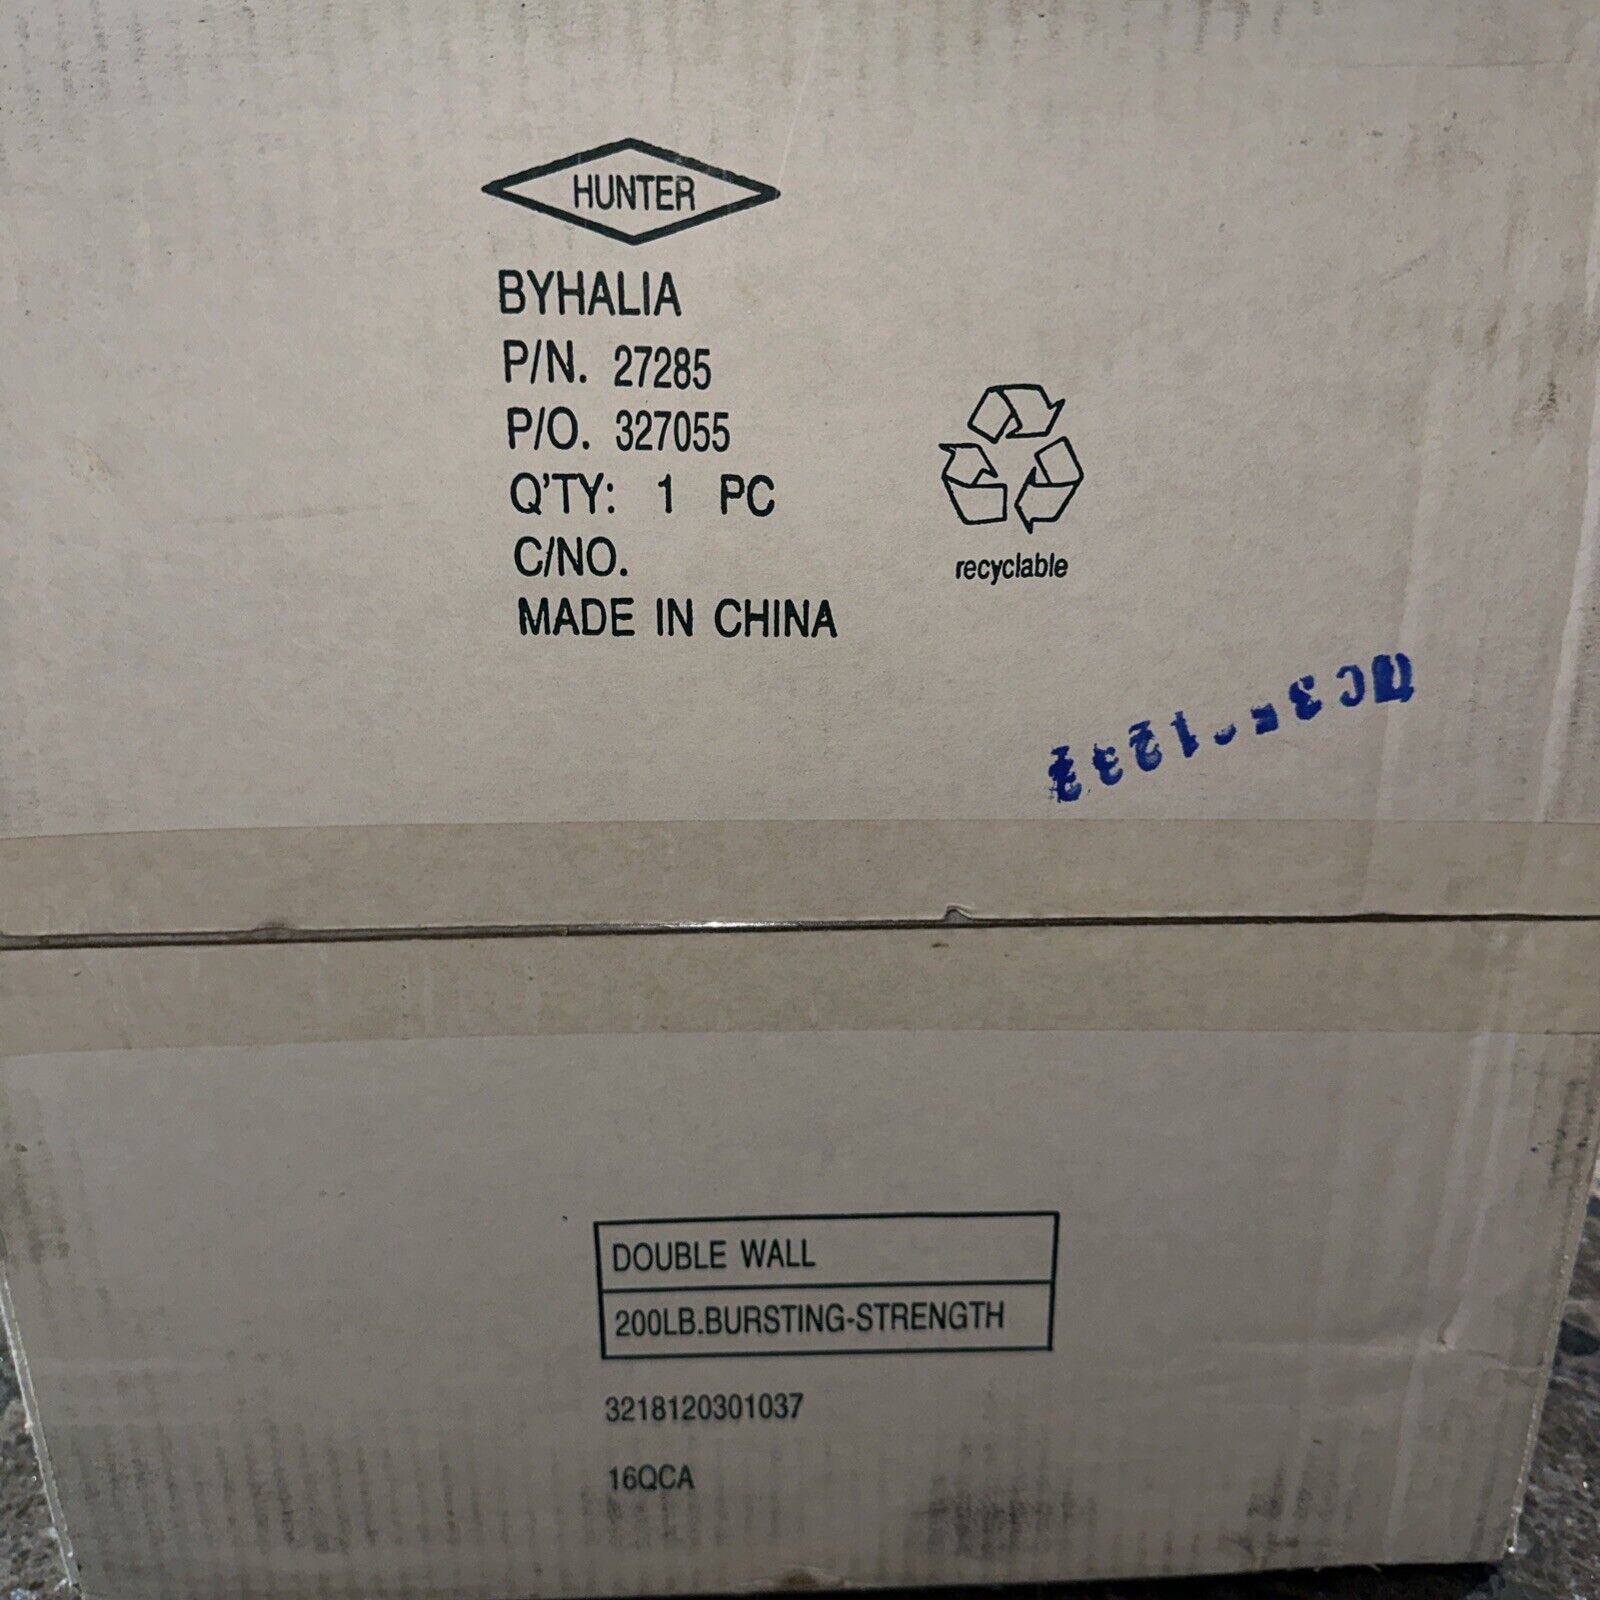 HUNTER
BYHALIA
P/N. 27285
P/O. 327055
Q'TY: 1 PC
C/NO.
MADE IN CHINA
recyclable
DOUBLE WALL
200LB.BURSTING-STRENGTH
3218120301037
16QCA